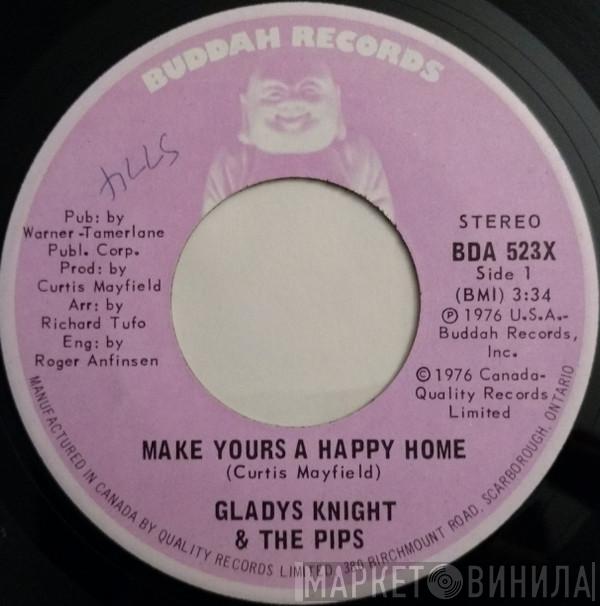 BUDDAH RECORDS
Pub: by
Warner-Tamerlane
Publ. Corp.
Prod: by
Curtis Mayfield
Arr: by
Richard Tufo
Eng: by
Roger Anfinsen
STEREO
BDA 523X
Side 1
(BMI) 3:34
Ⓟ 1976 U.S.A.-
Buddah Records,
Inc.
© 1976 Canada-
Quality Records
Limited
MAKE YOURS A HAPPY HOME
(Curtis Mayfield)
GLADYS KNIGHT
& THE PIPS
MANUFACTURED IN CANADA BY QUALITY RECORDS LIMITED, 380 BIRCHMOUNT ROAD, SCARBOROUGH, ONTARIO
МАРКЕТ ВИНИЛА